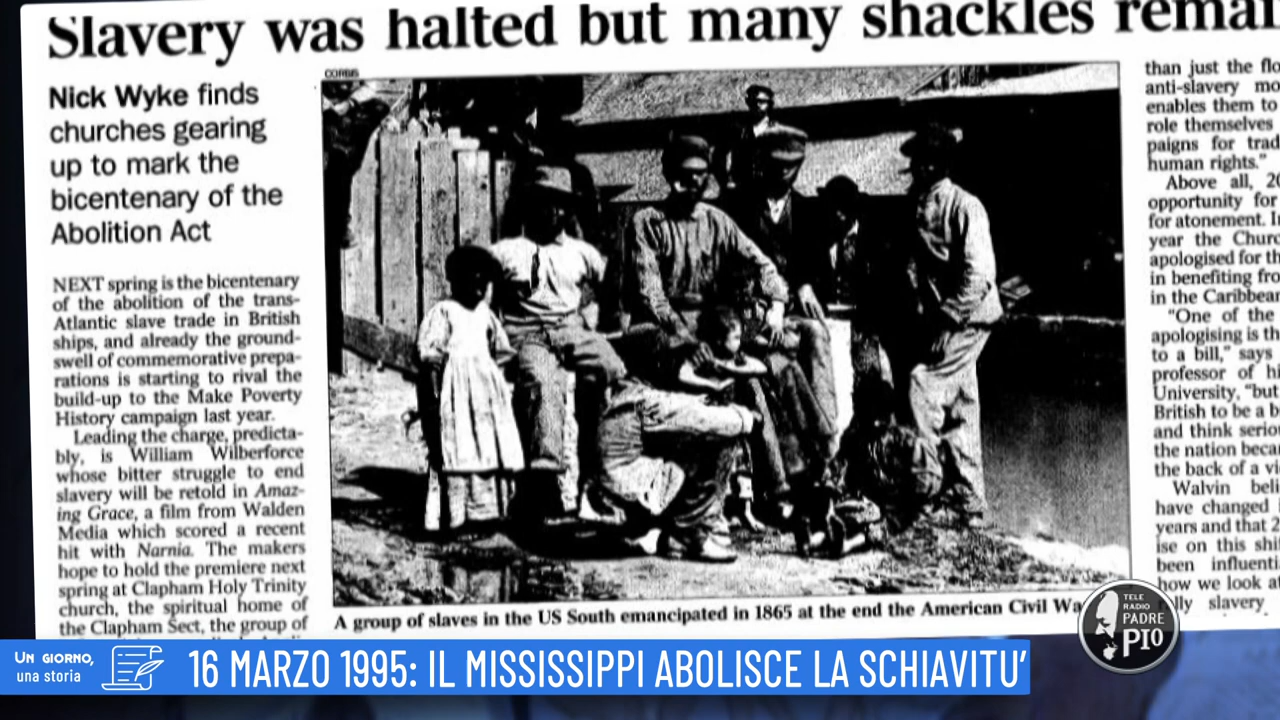 Slavery was halted but many shackles remai
CORBIS
Nick Wyke finds
churches gearing
up to mark the
bicentenary of the
Abolition Act
NEXT spring is the bicentenary
of the abolition of the trans-
Atlantic slave trade in British
ships, and already the ground-
swell of commemorative prepa-
rations is starting to rival the
build-up to the Make Poverty
History campaign last year.
Leading the charge, predicta-
bly, is William Wilberforce
whose bitter struggle to end
slavery will be retold in Amaz-
ing Grace, a film from Walden
Media which scored a recent
hit with Narnia. The makers
hope to hold the premiere next
spring at Clapham Holy Trinity
church, the spiritual home of
the Clapham Sect, the group of
A group of slaves in the US South emancipated in 1865 at the end the American Civil Wa
than just the flo
anti-slavery mo
enables them to
role themselves
paigns for trad
human rights."
Above all, 20
opportunity for
for atonement. I
year the Churc
apologised for th
in benefiting fro
in the Caribbear
"One of the
apologising is th
to a bill," says
professor of hi
University, "but
British to be a b
and think serio
the nation beca
the back of a vi
Walvin beli
have changed
years and that 2
ise on this shi
been influenti
how we look at
slavery
TELE
RADIO
PADRE
PIO
UN GIORNO,
una storia
16 MARZO 1995: IL MISSISSIPPI ABOLISCE LA SCHIAVITU'